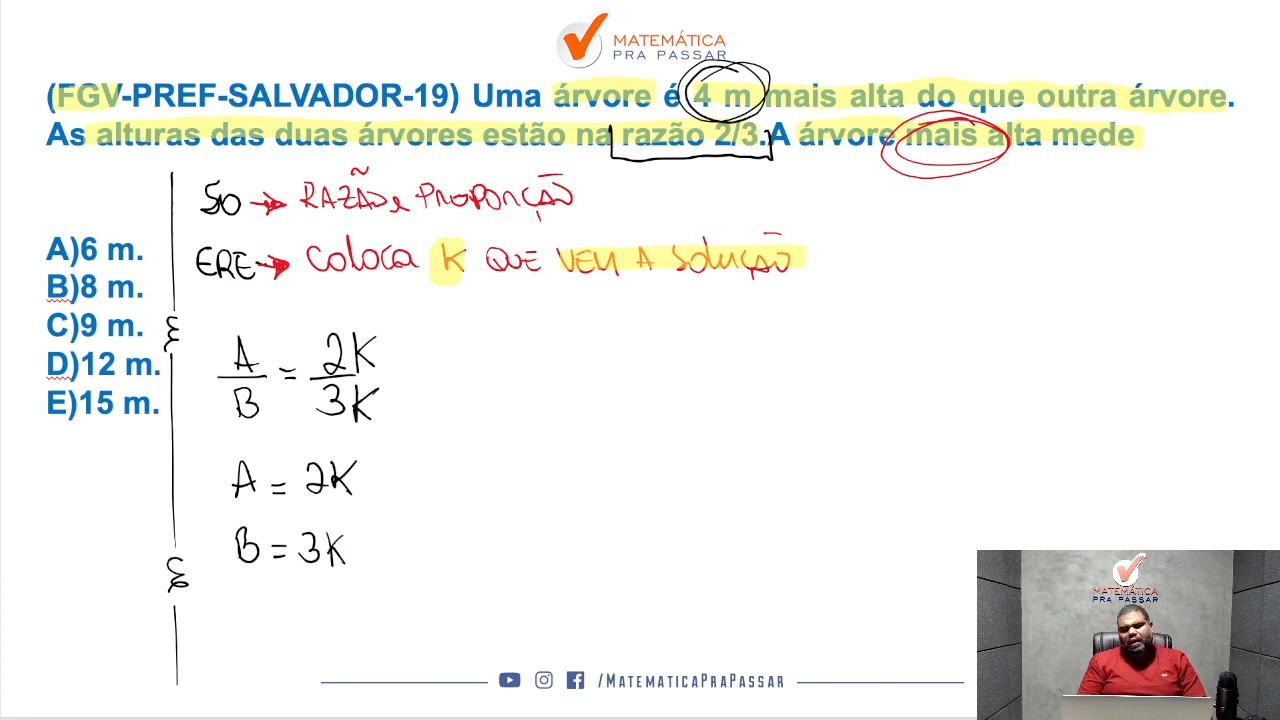 MATEMÁTICA
PRA PASSAR
(FGV-PREF-SALVADOR-19) Uma árvore é 4 m mais alta do que outra árvore.
As alturas das duas árvores estão na razão 2/3.A árvore mais alta mede
RAZÃO e PROPORÇÃO
ERE → COLOCA K QUE VEM A SOLUÇÃO
A)6 m.
B)8 m.
C)9 m.
D)12 m.
E)15 m.
A/B = 2K/3K
A = 2K
B = 3K
MATEMÁTICA
PRA PASSAR
/MATEMATICAPRAPASSAR